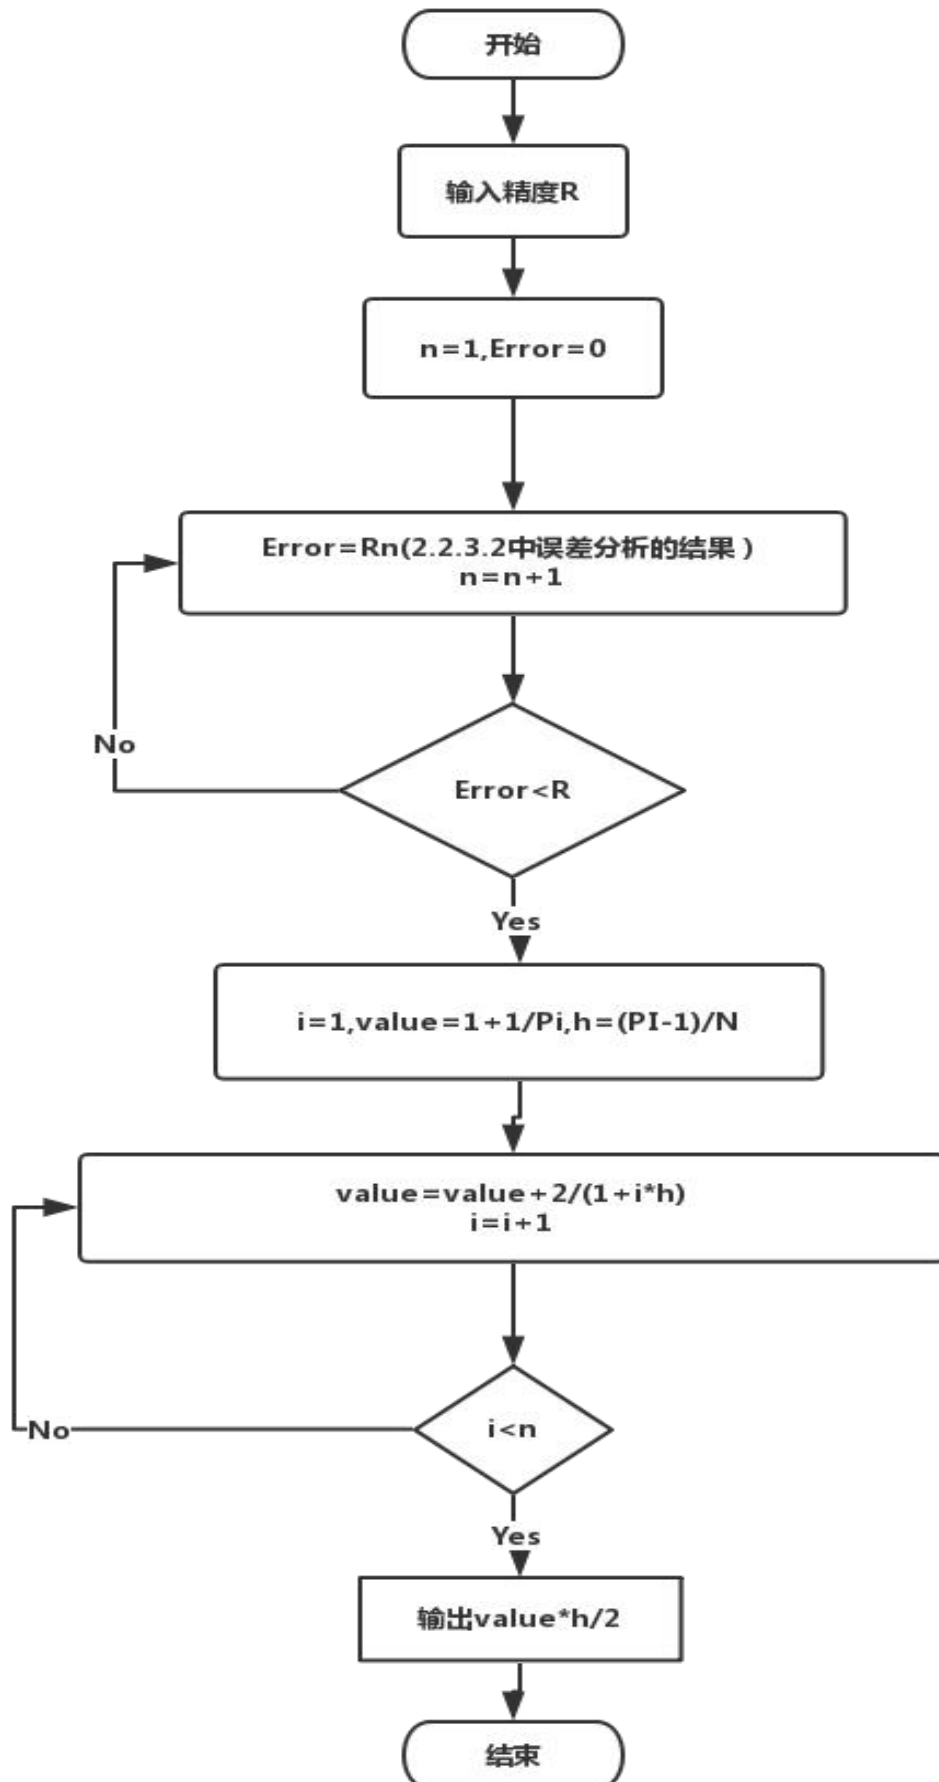 开始
输入精度R
n=1,Error=0
Error=Rn(2.2.3.2中误差分析的结果）
n=n+1
No
Error<R
Yes
i=1,value=1+1/Pi,h=(PI-1)/N
value=value+2/(1+i*h)
i=i+1
i<n
No
Yes
输出value*h/2
结束